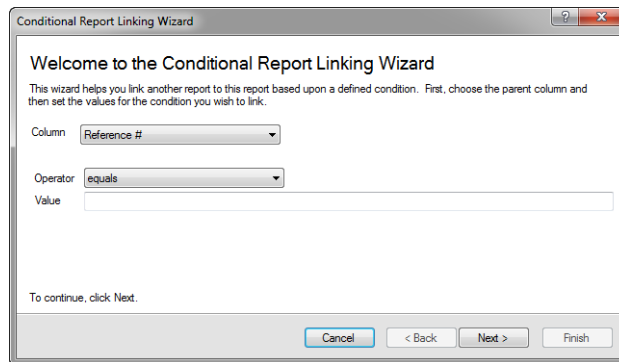 Conditional Report Linking Wizard
Welcome to the Conditional Report Linking Wizard
This wizard helps you link another report to this report based upon a defined condition. First, choose the parent column and
then set the values for the condition you wish to link.
Column Reference #
Operator equals
Value
To continue, click Next.
Cancel < Back Next > Finish